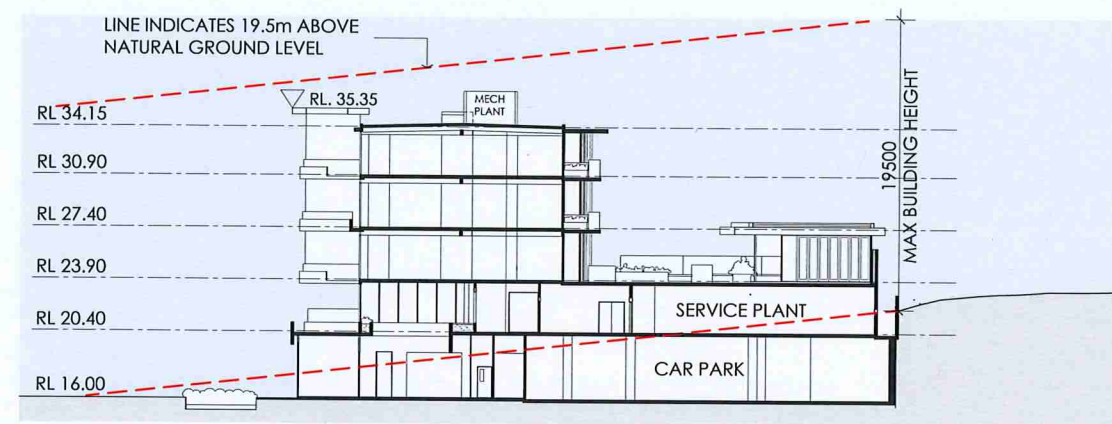 LINE INDICATES 19.5m ABOVE
NATURAL GROUND LEVEL
RL 34.15
RL. 35.35
MECH
PLANT
RL 30.90
RL 27.40
RL 23.90
RL 20.40
RL 16.00
SERVICE PLANT
CAR PARK
19500
MAX BUILDING HEIGHT